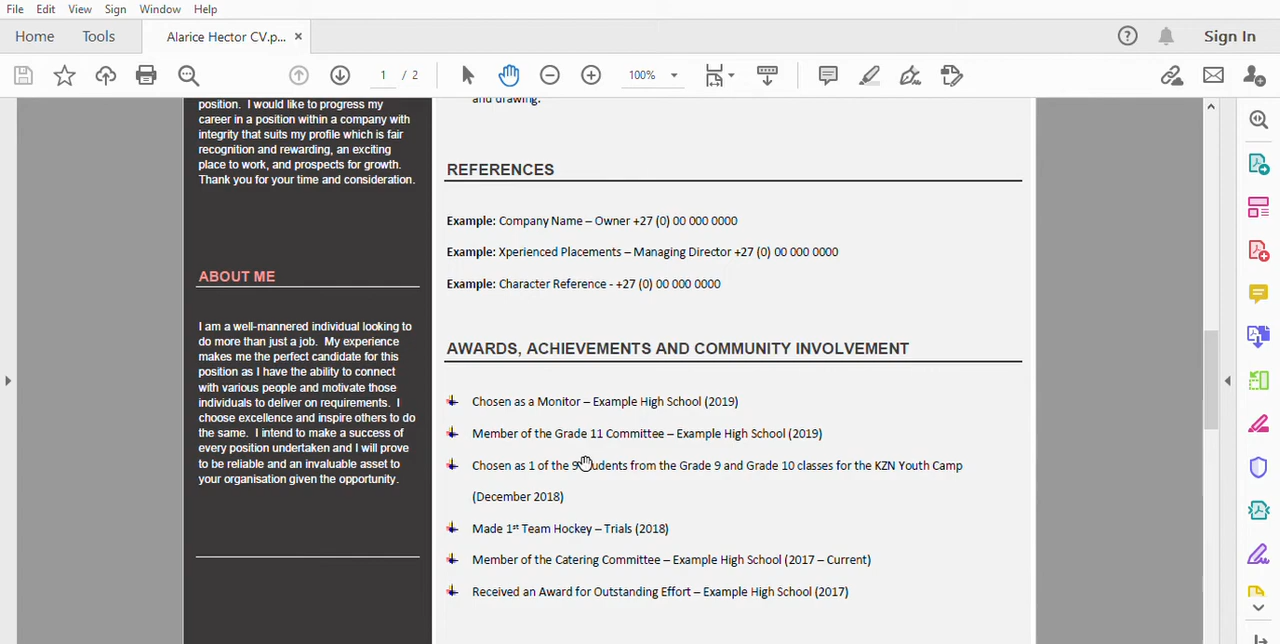 File Edit View Sign Window Help
Home Tools Alarice Hector CV.p... × Sign In
1 / 2 100%
position. I would like to progress my
career in a position within a company with
integrity that suits my profile which is fair
recognition and rewarding, an exciting
place to work, and prospects for growth.
Thank you for your time and consideration.
ABOUT ME
I am a well-mannered individual looking to
do more than just a job. My experience
makes me the perfect candidate for this
position as I have the ability to connect
with various people and motivate those
individuals to deliver on requirements. I
choose excellence and inspire others to do
the same. I intend to make a success of
every position undertaken and I will prove
to be reliable and an invaluable asset to
your organisation given the opportunity.
and drawing.
REFERENCES
Example: Company Name – Owner +27 (0) 00 000 0000
Example: Xperienced Placements – Managing Director +27 (0) 00 000 0000
Example: Character Reference - +27 (0) 00 000 0000
AWARDS, ACHIEVEMENTS AND COMMUNITY INVOLVEMENT
Chosen as a Monitor – Example High School (2019)
Member of the Grade 11 Committee – Example High School (2019)
Chosen as 1 of the 9 students from the Grade 9 and Grade 10 classes for the KZN Youth Camp
(December 2018)
Made 1st Team Hockey – Trials (2018)
Member of the Catering Committee – Example High School (2017 – Current)
Received an Award for Outstanding Effort – Example High School (2017)